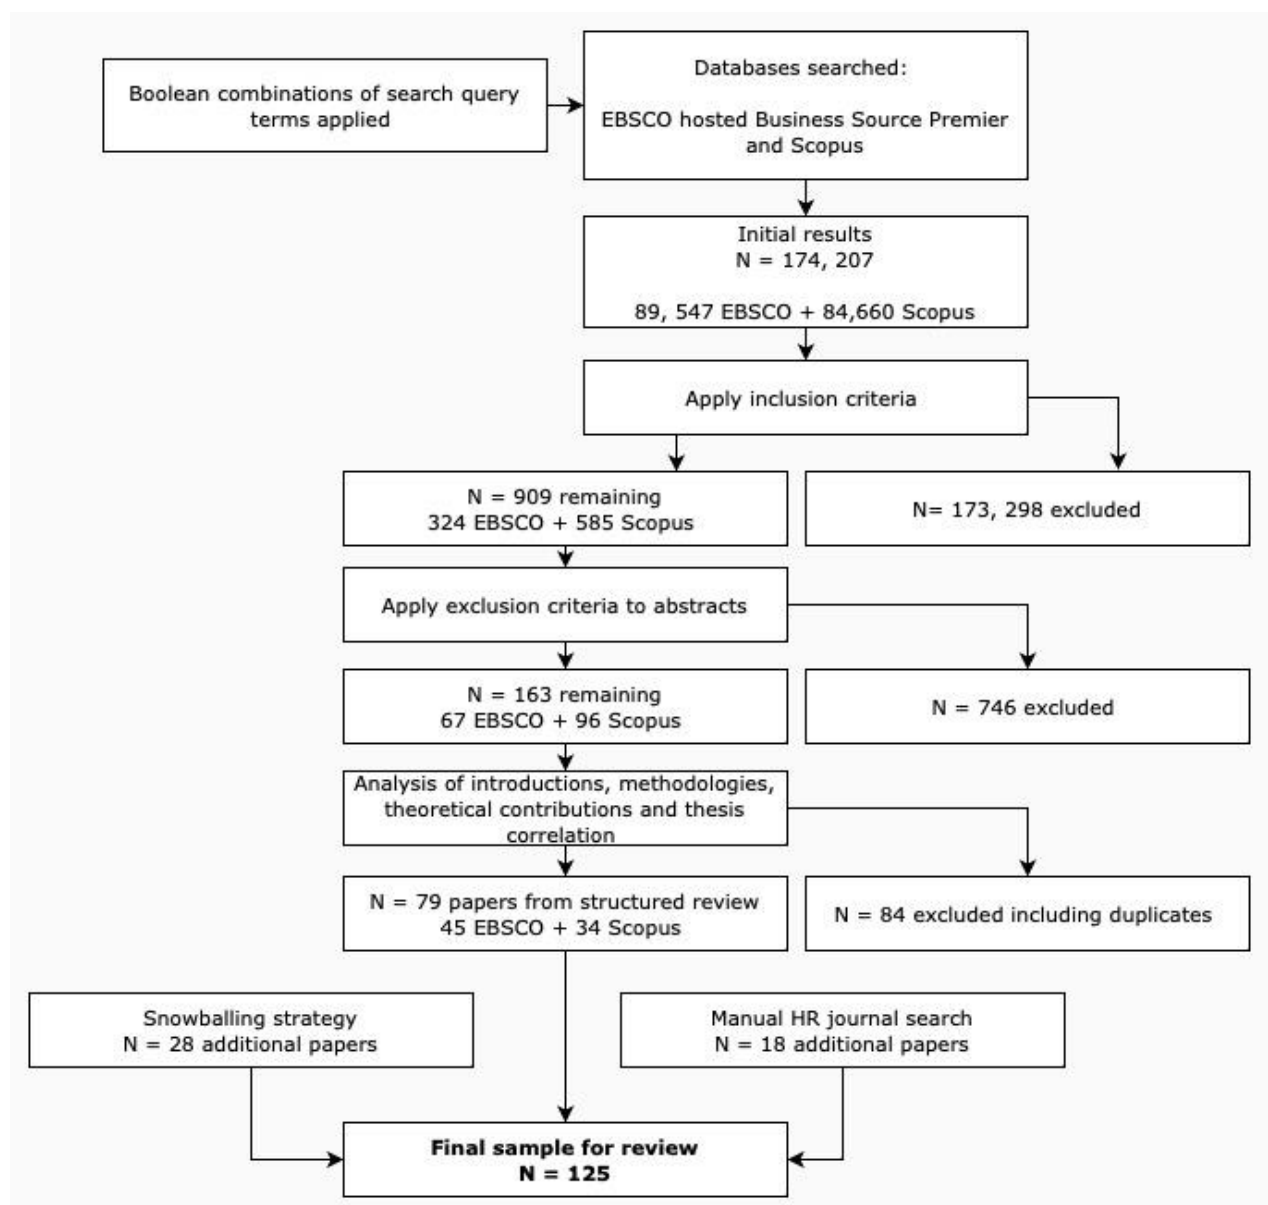 Boolean combinations of search query
terms applied
Databases searched:
EBSCO hosted Business Source Premier
and Scopus
Initial results
N = 174, 207
89, 547 EBSCO + 84,660 Scopus
Apply inclusion criteria
N = 909 remaining
324 EBSCO + 585 Scopus
N= 173, 298 excluded
Apply exclusion criteria to abstracts
N = 163 remaining
67 EBSCO + 96 Scopus
N = 746 excluded
Analysis of introductions, methodologies,
theoretical contributions and thesis
correlation
N = 79 papers from structured review
45 EBSCO + 34 Scopus
N = 84 excluded including duplicates
Snowballing strategy
N = 28 additional papers
Manual HR journal search
N = 18 additional papers
Final sample for review
N = 125